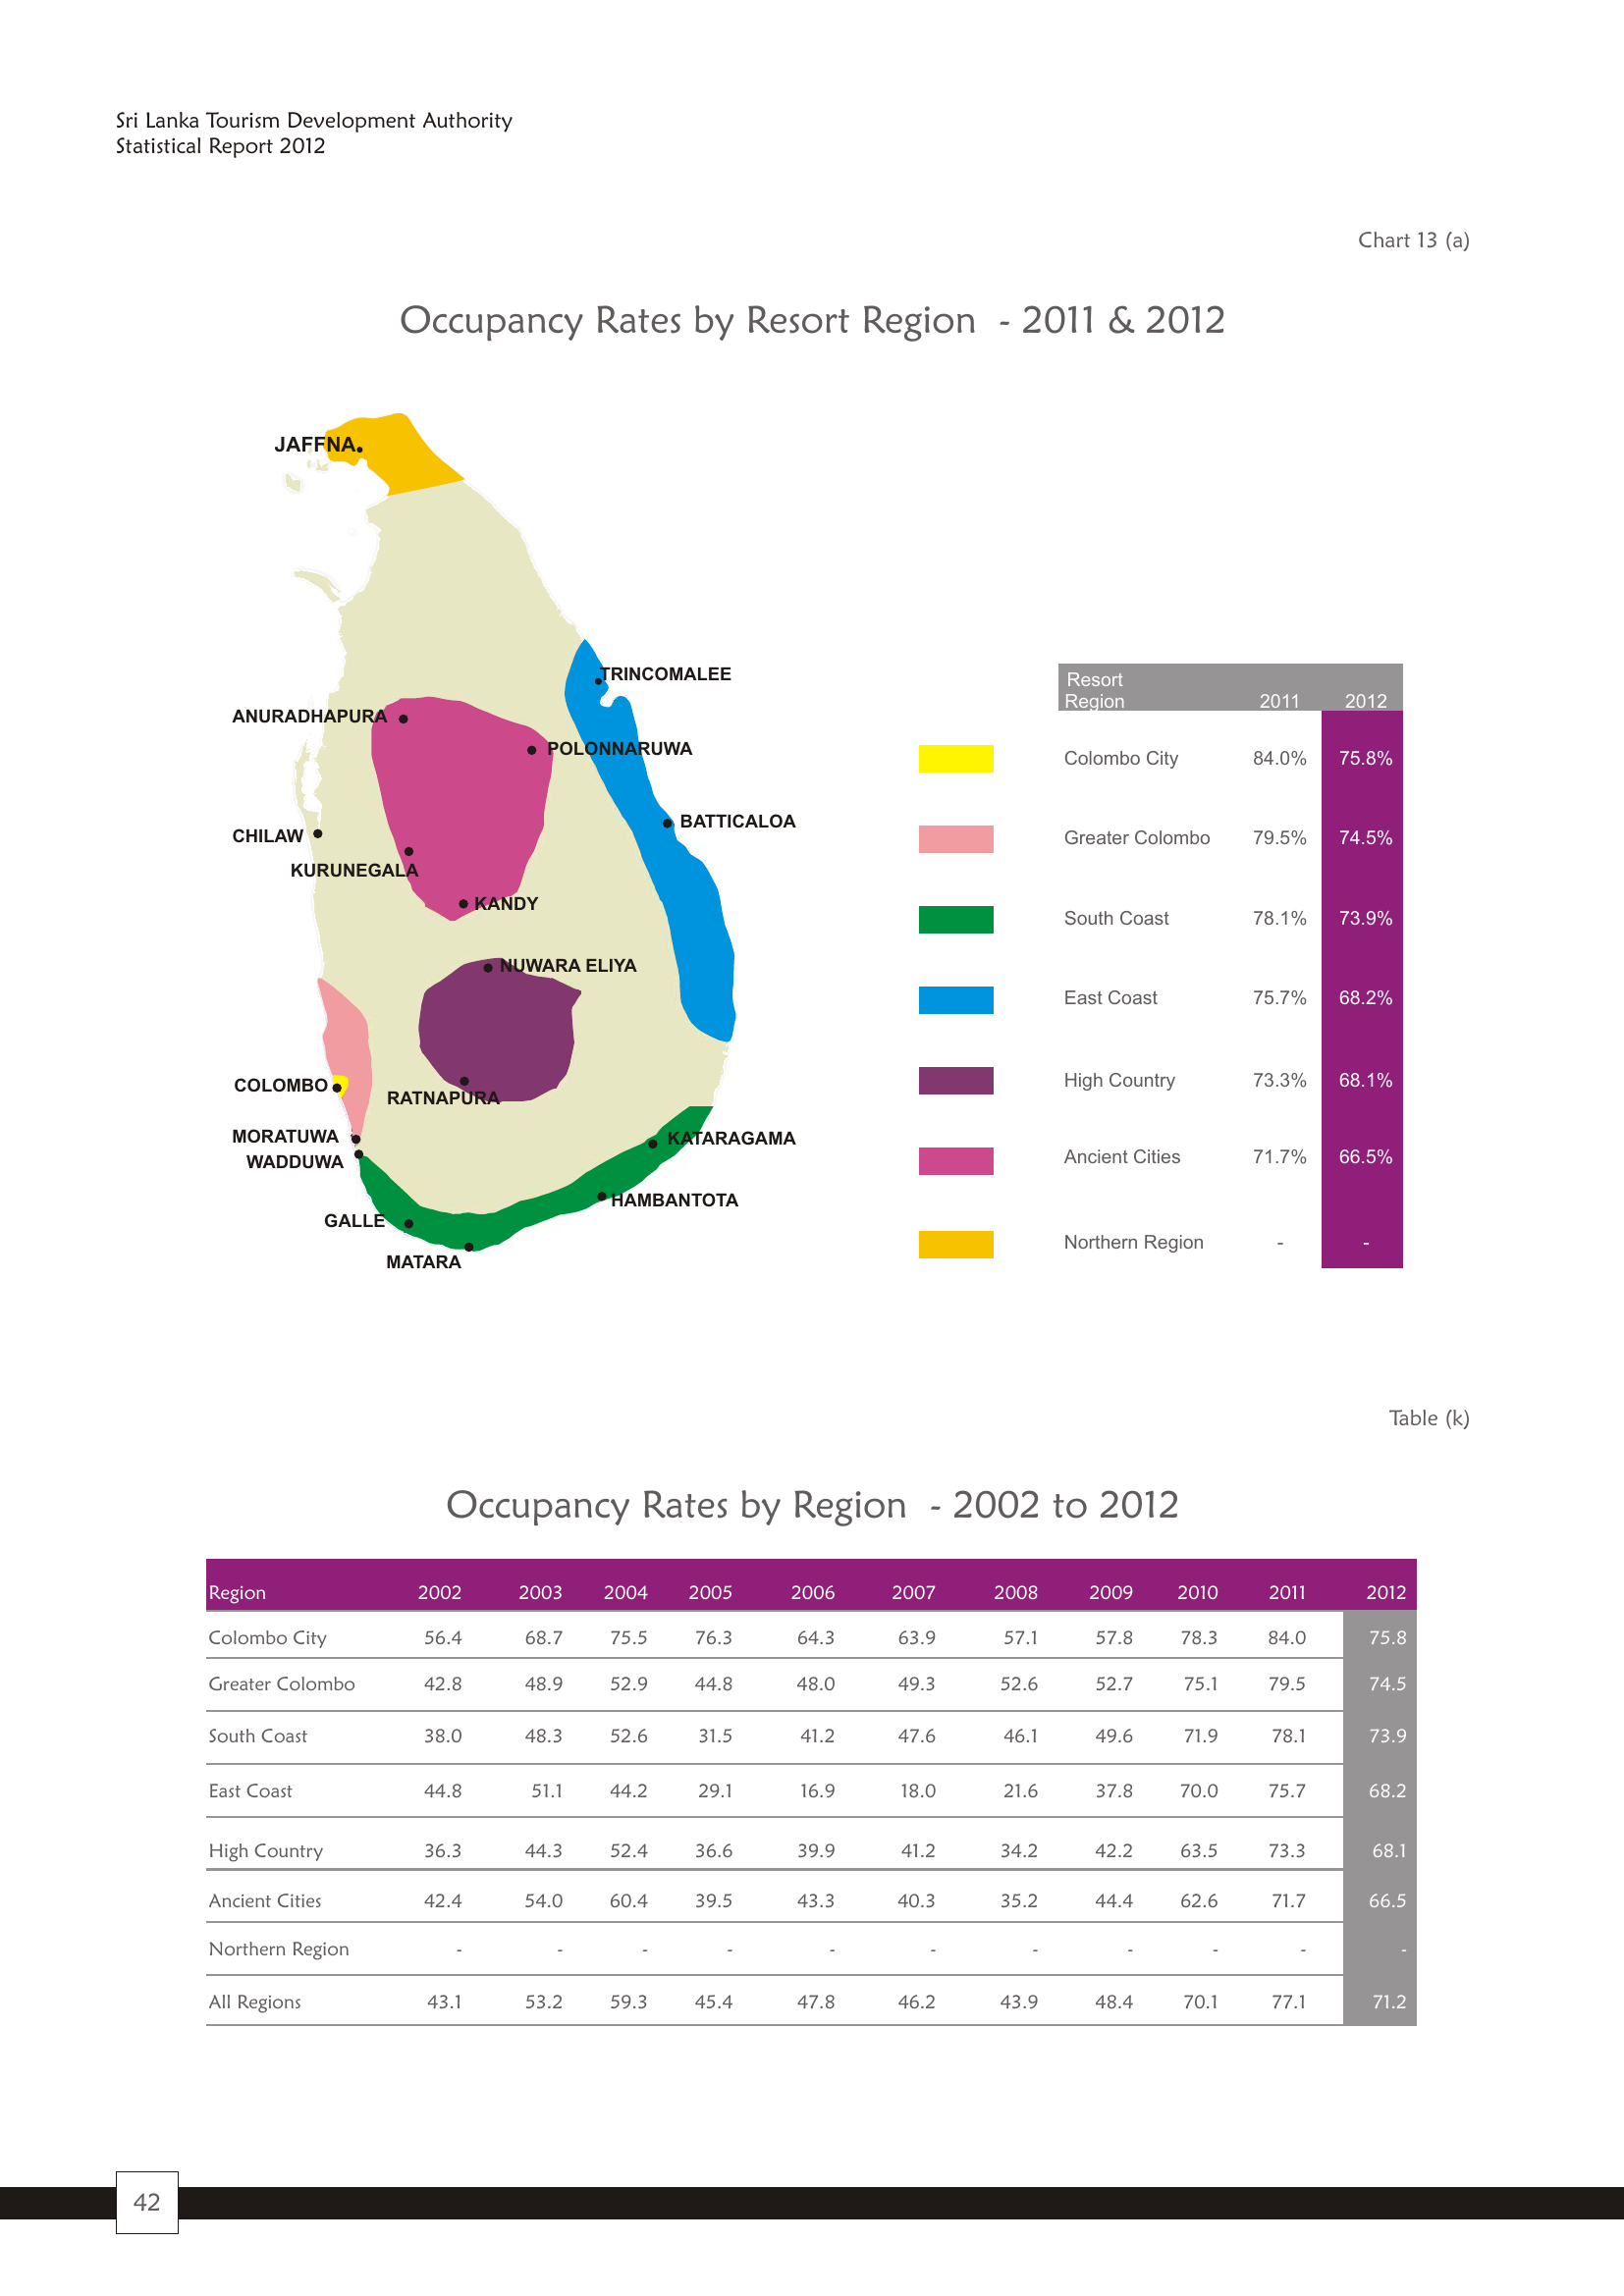 Sri Lanka Tourism Development Authority
Statistical Report 2012
Chart 13 (a)
Occupancy Rates by Resort Region - 2011 & 2012
JAFFNA
TRINCOMALEE
ANURADHAPURA
POLONNARUWA
BATTICALOA
CHILAW
KURUNEGALA
KANDY
NUWARA ELIYA
COLOMBO
RATNAPURA
MORATUWA
KATARAGAMA
WADDUWA
HAMBANTOTA
GALLE
MATARA
Resort
Region 2011 2012
Colombo City 84.0% 75.8%
Greater Colombo 79.5% 74.5%
South Coast 78.1% 73.9%
East Coast 75.7% 68.2%
High Country 73.3% 68.1%
Ancient Cities 71.7% 66.5%
Northern Region - -
Table (k)
Occupancy Rates by Region - 2002 to 2012
Region 2002 2003 2004 2005 2006 2007 2008 2009 2010 2011 2012
Colombo City 56.4 68.7 75.5 76.3 64.3 63.9 57.1 57.8 78.3 84.0 75.8
Greater Colombo 42.8 48.9 52.9 44.8 48.0 49.3 52.6 52.7 75.1 79.5 74.5
South Coast 38.0 48.3 52.6 31.5 41.2 47.6 46.1 49.6 71.9 78.1 73.9
East Coast 44.8 51.1 44.2 29.1 16.9 18.0 21.6 37.8 70.0 75.7 68.2
High Country 36.3 44.3 52.4 36.6 39.9 41.2 34.2 42.2 63.5 73.3 68.1
Ancient Cities 42.4 54.0 60.4 39.5 43.3 40.3 35.2 44.4 62.6 71.7 66.5
Northern Region - - - - - - - - - - -
All Regions 43.1 53.2 59.3 45.4 47.8 46.2 43.9 48.4 70.1 77.1 71.2
42